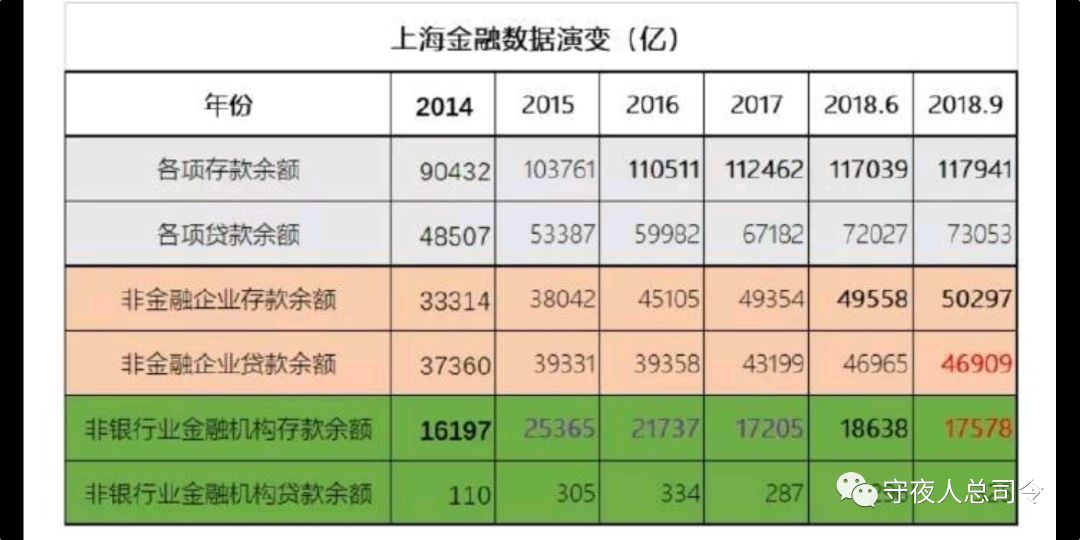 上海金融数据演变（亿）
年份 2014 2015 2016 2017 2018.6 2018.9
各项存款余额 90432 103761 110511 112462 117039 117941
各项贷款余额 48507 53387 59982 67182 72027 73053
非金融企业存款余额 33314 38042 45105 49354 49558 50297
非金融企业贷款余额 37360 39331 39358 43199 46965 46909
非银行业金融机构存款余额 16197 25365 21737 17205 18638 17578
非银行业金融机构贷款余额 110 305 334 287
守夜人总司令